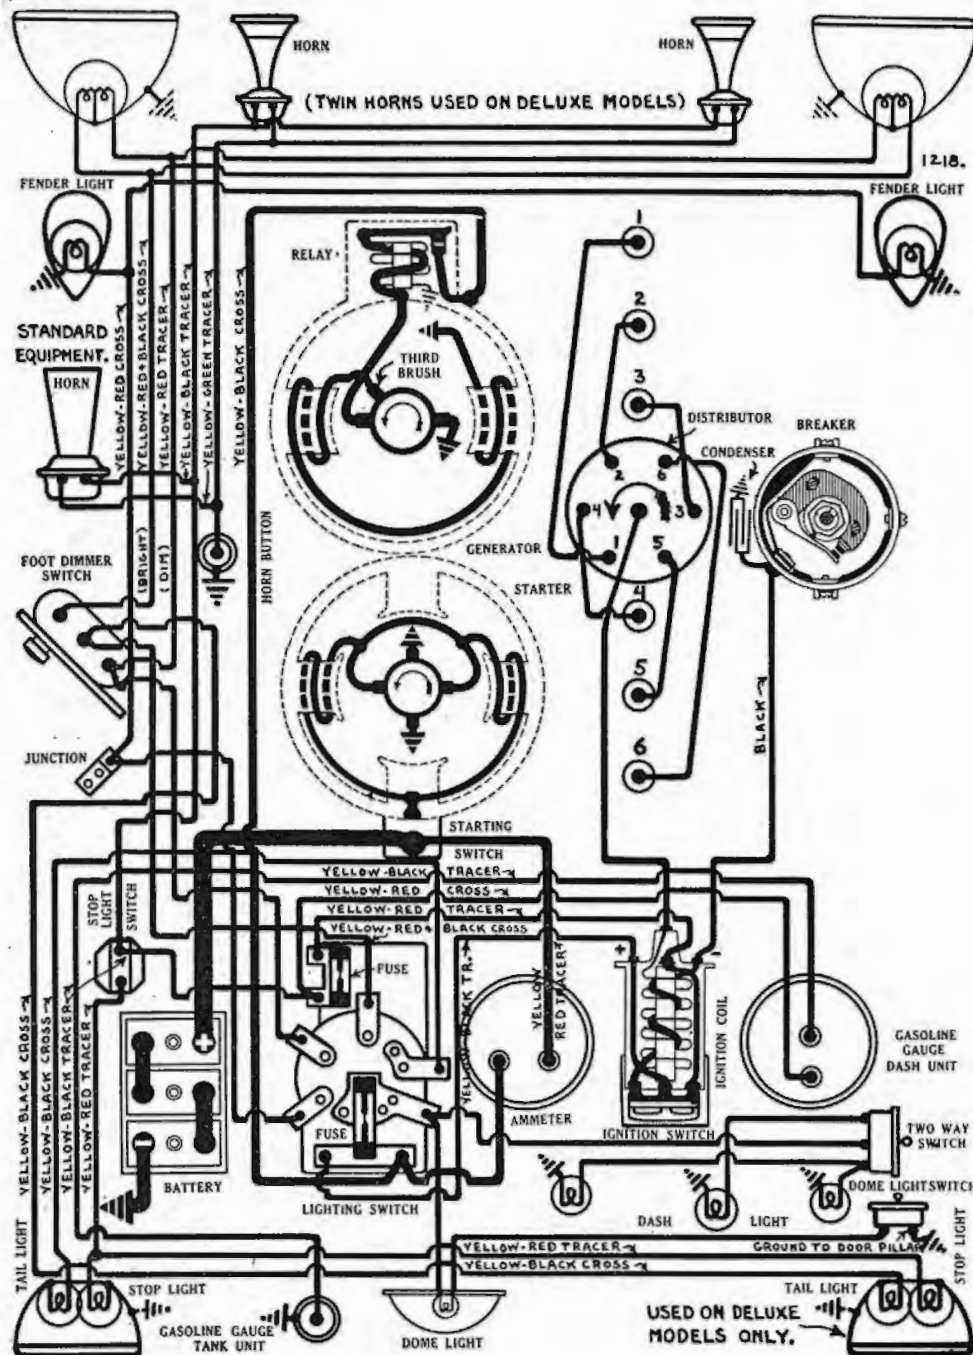 HORN
HORN
(TWIN HORNS USED ON DELUXE MODELS)
1218.
FENDER LIGHT
FENDER LIGHT
RELAY
1
2
3
STANDARD
EQUIPMENT.
HORN
THIRD
BRUSH
DISTRIBUTOR
CONDENSER
BREAKER
YELLOW-RED CROSS
YELLOW-RED+BLACK CROSS
YELLOW-RED TRACER
YELLOW-BLACK TRACER
YELLOW-GREEN TRACER
YELLOW-BLACK CROSS
2
6
4
3
1
5
GENERATOR
STARTER
HORN BUTTON
(BRIGHT)
(DIM)
FOOT DIMMER
SWITCH
4
5
6
BLACK
JUNCTION
STARTING
SWITCH
YELLOW-BLACK TRACER
YELLOW-RED CROSS
YELLOW-RED TRACER
YELLOW-RED+BLACK CROSS
STOP
LIGHT
SWITCH
FUSE
YELLOW-BLACK TR.
YELLOW
RED TRACER
+
-
IGNITION COIL
GASOLINE
GAUGE
DASH UNIT
YELLOW-BLACK CROSS
YELLOW-BLACK CROSS
YELLOW-BLACK TRACER
YELLOW-RED TRACER
+
BATTERY
FUSE
LIGHTING SWITCH
AMMETER
IGNITION SWITCH
TWO WAY
SWITCH
DOME LIGHT SWITCH
DASH LIGHT
GROUND TO DOOR PILLAR
YELLOW-RED TRACER
YELLOW-BLACK CROSS
TAIL LIGHT
STOP LIGHT
GASOLINE GAUGE
TANK UNIT
DOME LIGHT
TAIL LIGHT
STOP LIGHT
USED ON DELUXE
MODELS ONLY.